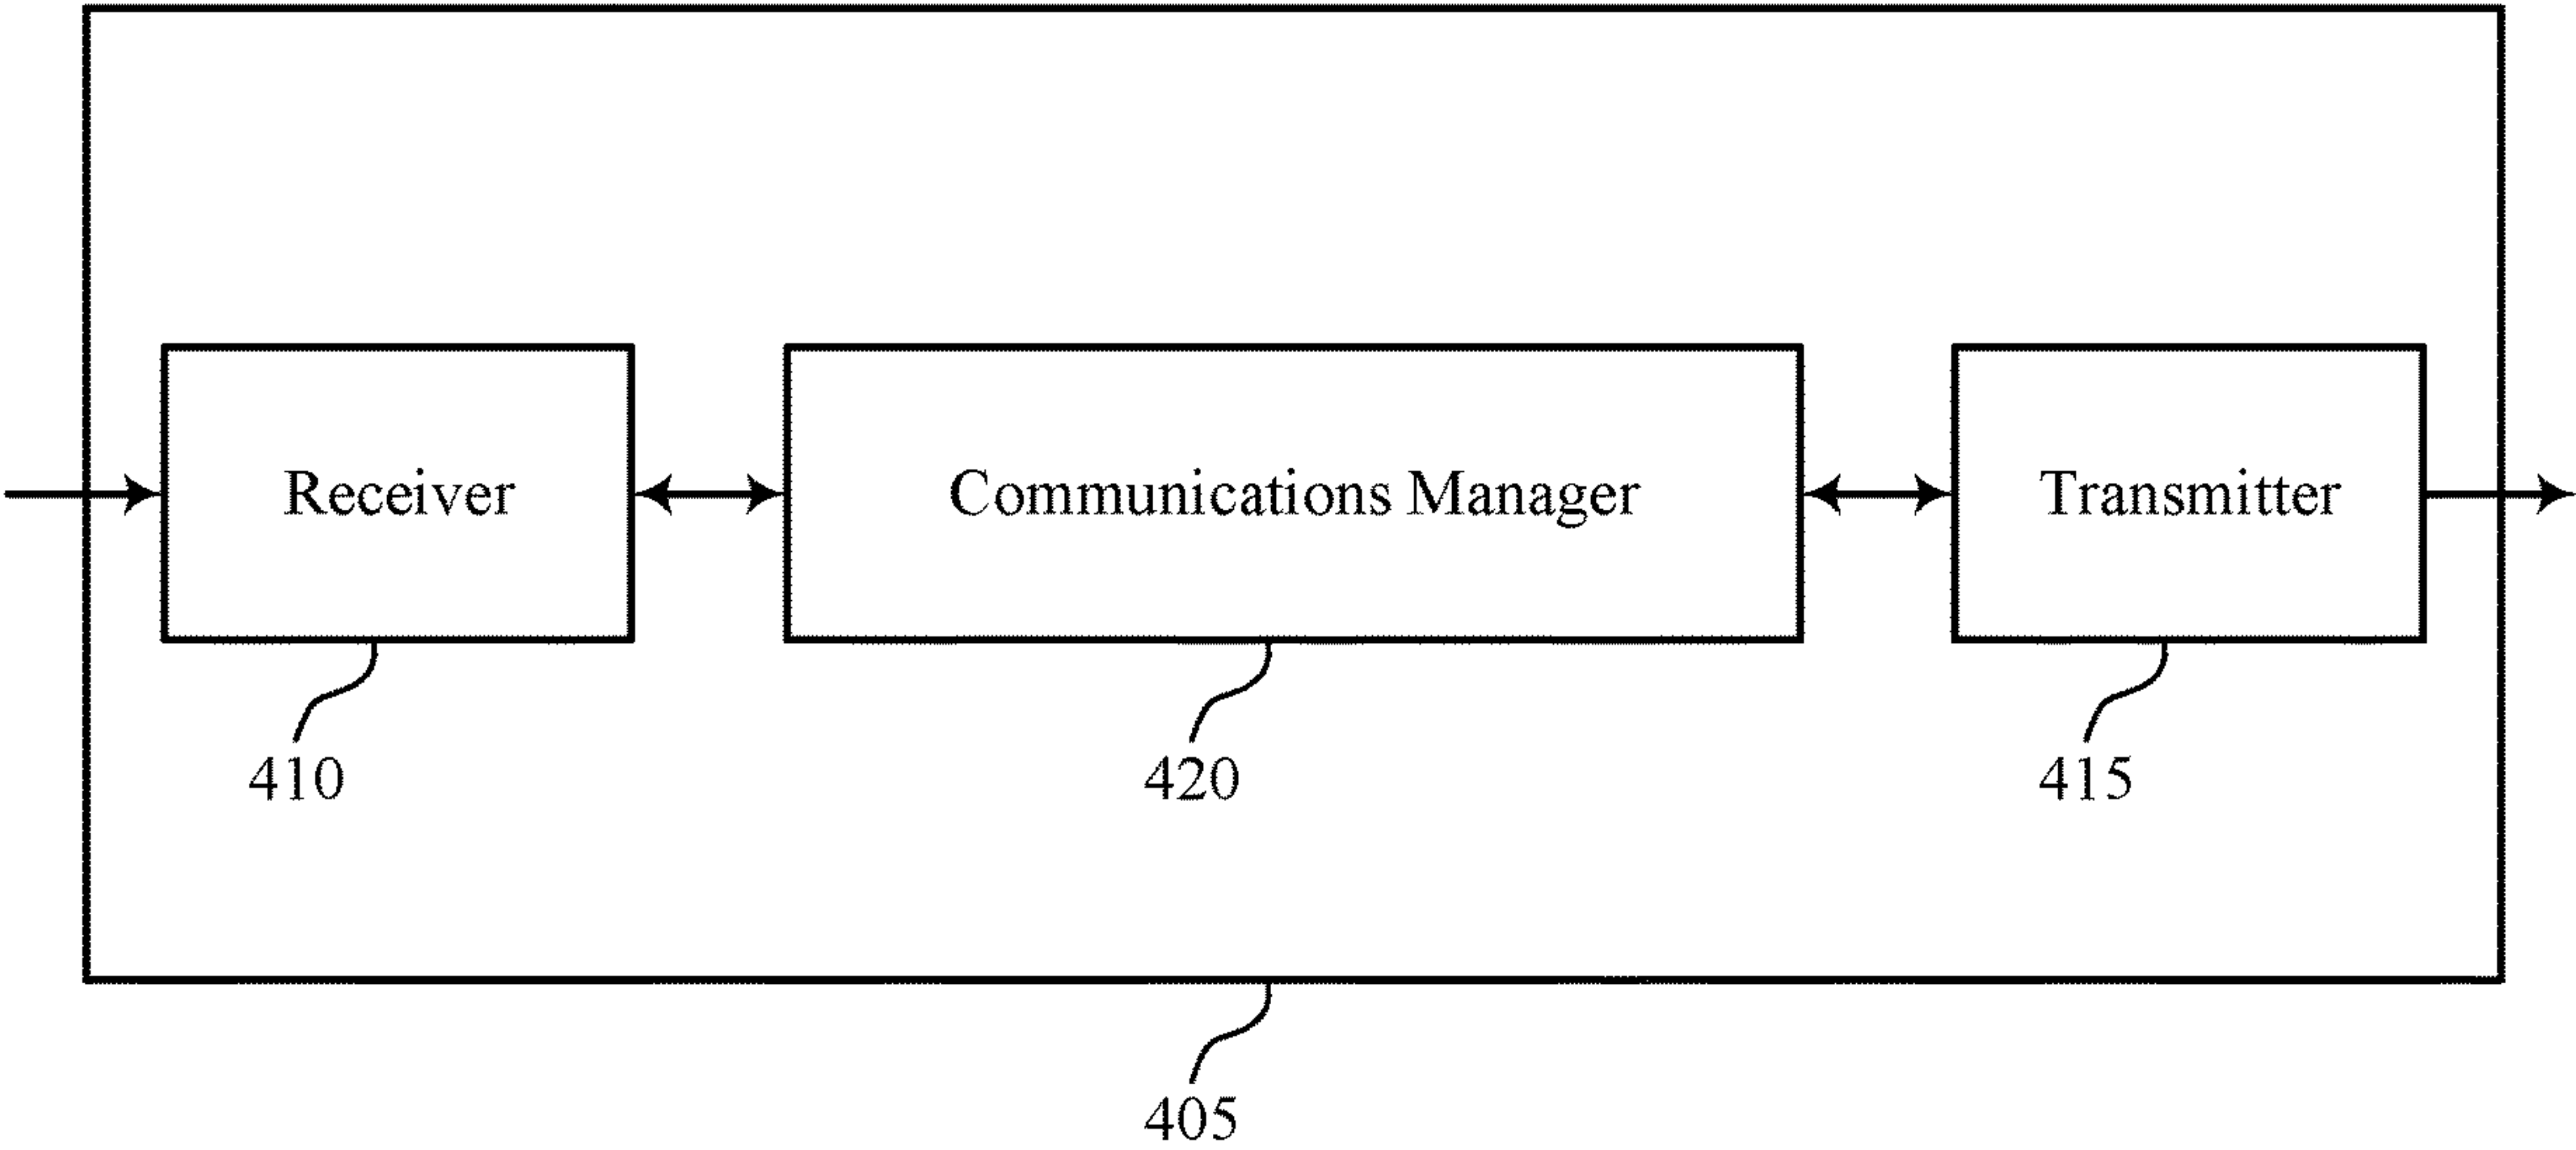 Receiver
Communications Manager
Transmitter
410
420
415
405